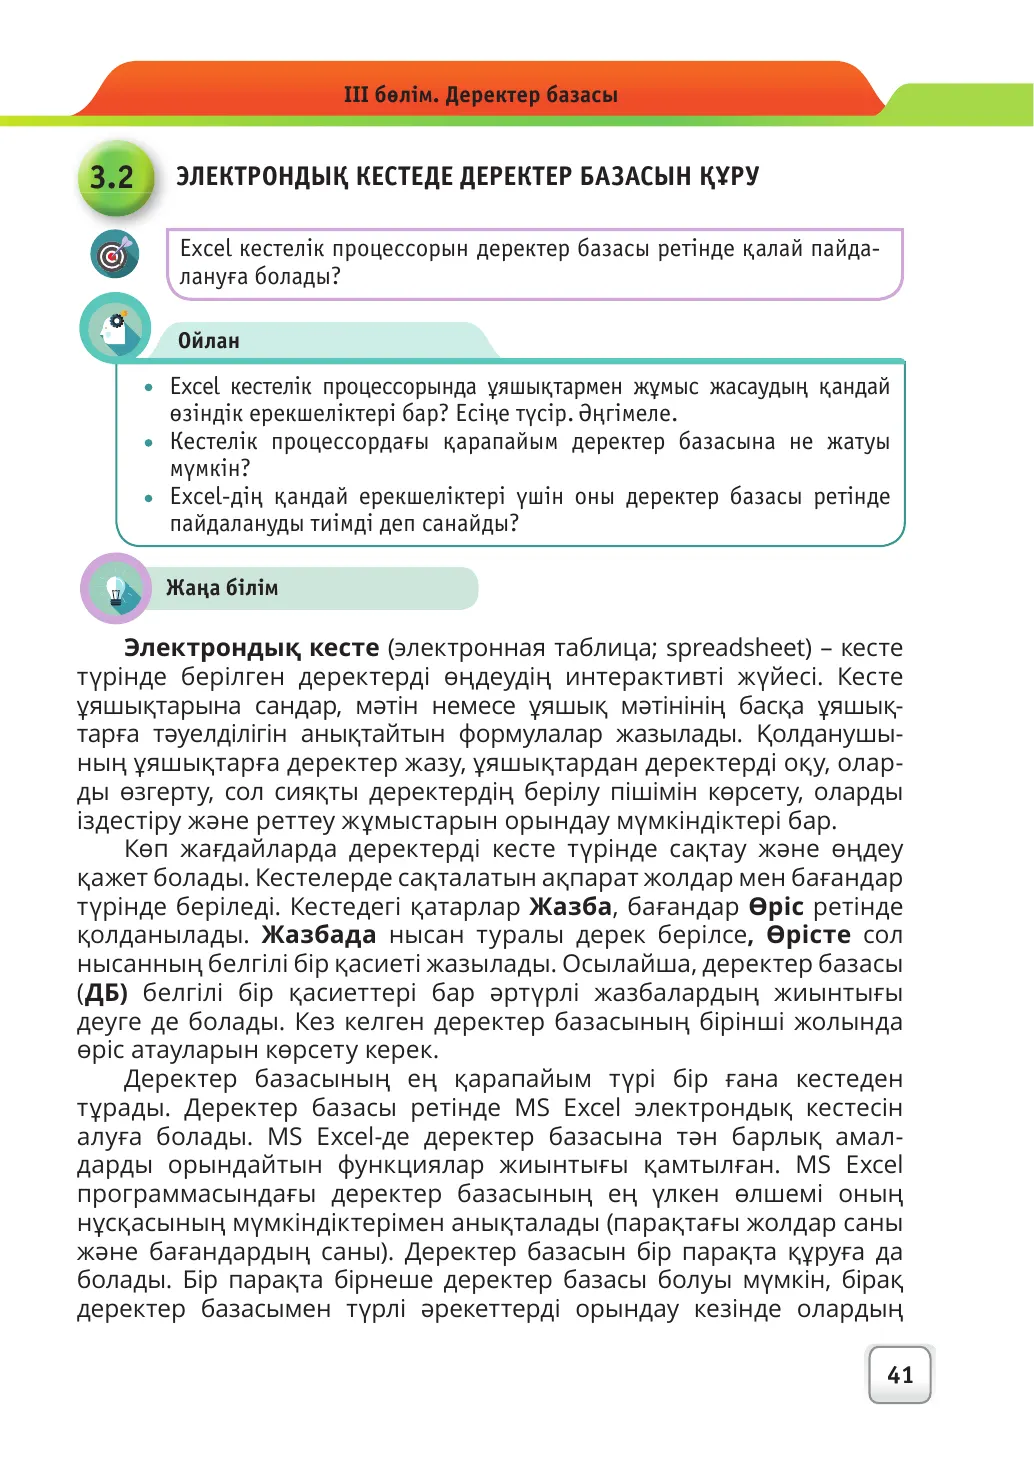 III бөлім. Деректер базасы
3.2
ЭЛЕКТРОНДЫҚ КЕСТЕДЕ ДЕРЕКТЕР БАЗАСЫН ҚҰРУ
Excel кестелік процессорын деректер базасы ретінде қалай пайда-
лануға болады?
Ойлан
• Excel кестелік процессорында ұяшықтармен жұмыс жасаудың қандай
өзіндік ерекшеліктері бар? Есіңе түсір. Әңгімеле.
• Кестелік процессордағы қарапайым деректер базасына не жатуы
мүмкін?
• Excel-дің қандай ерекшеліктері үшін оны деректер базасы ретінде
пайдалануды тиімді деп санайды?
Жаңа білім
Электрондық кесте (электронная таблица; spreadsheet) – кесте
түрінде берілген деректерді өңдеудің интерактивті жүйесі. Кесте
ұяшықтарына сандар, мәтін немесе ұяшық мәтінінің басқа ұяшық-
тарға тәуелділігін анықтайтын формулалар жазылады. Қолданушы-
ның ұяшықтарға деректер жазу, ұяшықтардан деректерді оқу, олар-
ды өзгерту, сол сияқты деректердің берілу пішімін көрсету, оларды
іздестіру және реттеу жұмыстарын орындау мүмкіндіктері бар.
Көп жағдайларда деректерді кесте түрінде сақтау және өңдеу
қажет болады. Кестелерде сақталатын ақпарат жолдар мен бағандар
түрінде беріледі. Кестедегі қатарлар Жазба, бағандар Өріс ретінде
қолданылады. Жазбада нысан туралы дерек берілсе, Өрісте сол
нысанның белгілі бір қасиеті жазылады. Осылайша, деректер базасы
(ДБ) белгілі бір қасиеттері бар әртүрлі жазбалардың жиынтығы
деуге де болады. Кез келген деректер базасының бірінші жолында
өріс атауларын көрсету керек.
Деректер базасының ең қарапайым түрі бір ғана кестеден
тұрады. Деректер базасы ретінде MS Excel электрондық кестесін
алуға болады. MS Excel-де деректер базасына тән барлық амал-
дарды орындайтын функциялар жиынтығы қамтылған. MS Excel
программасындағы деректер базасының ең үлкен өлшемі оның
нұсқасының мүмкіндіктерімен анықталады (парақтағы жолдар саны
және бағандардың саны). Деректер базасын бір парақта құруға да
болады. Бір парақта бірнеше деректер базасы болуы мүмкін, бірақ
деректер базасымен түрлі әрекеттерді орындау кезінде олардың
41